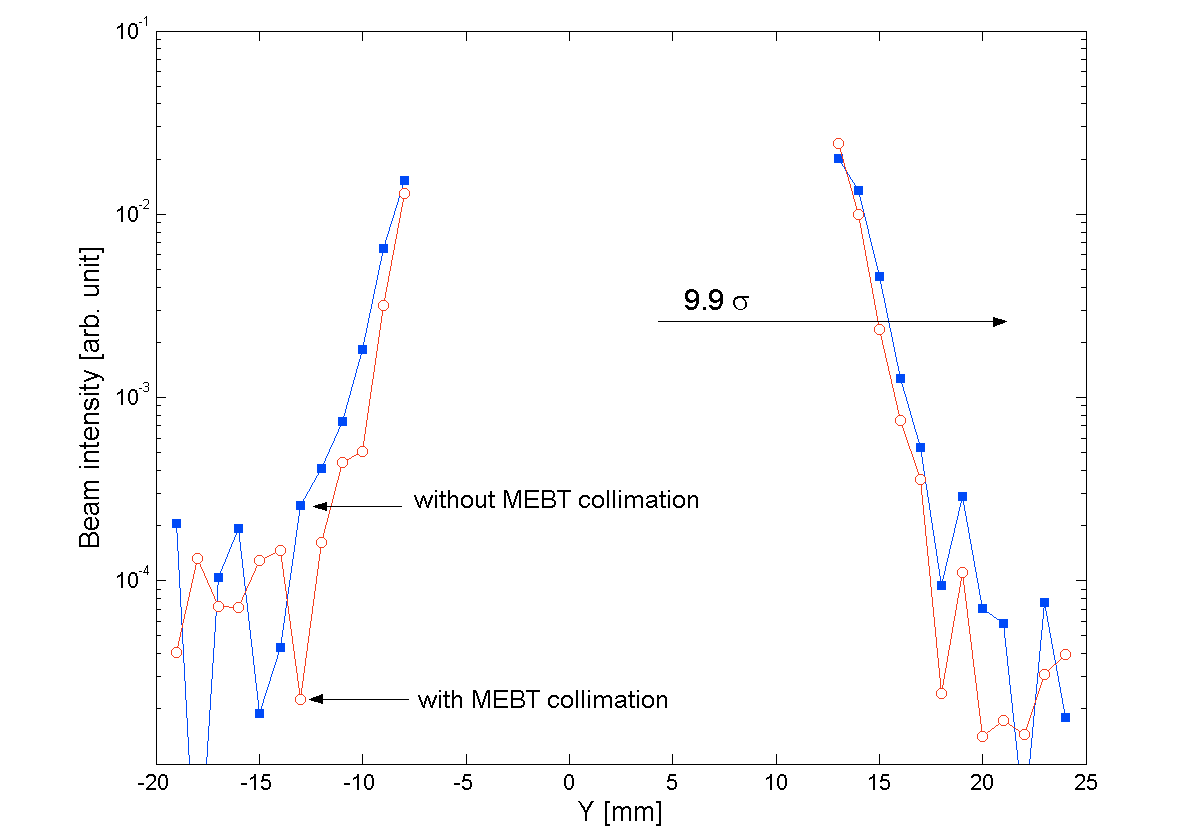 10-1
10-2
9.9 σ
10-3
without MEBT collimation
10-4
with MEBT collimation
Beam intensity [arb. unit]
-20 -15 -10 -5 0 5 10 15 20 25
Y [mm]